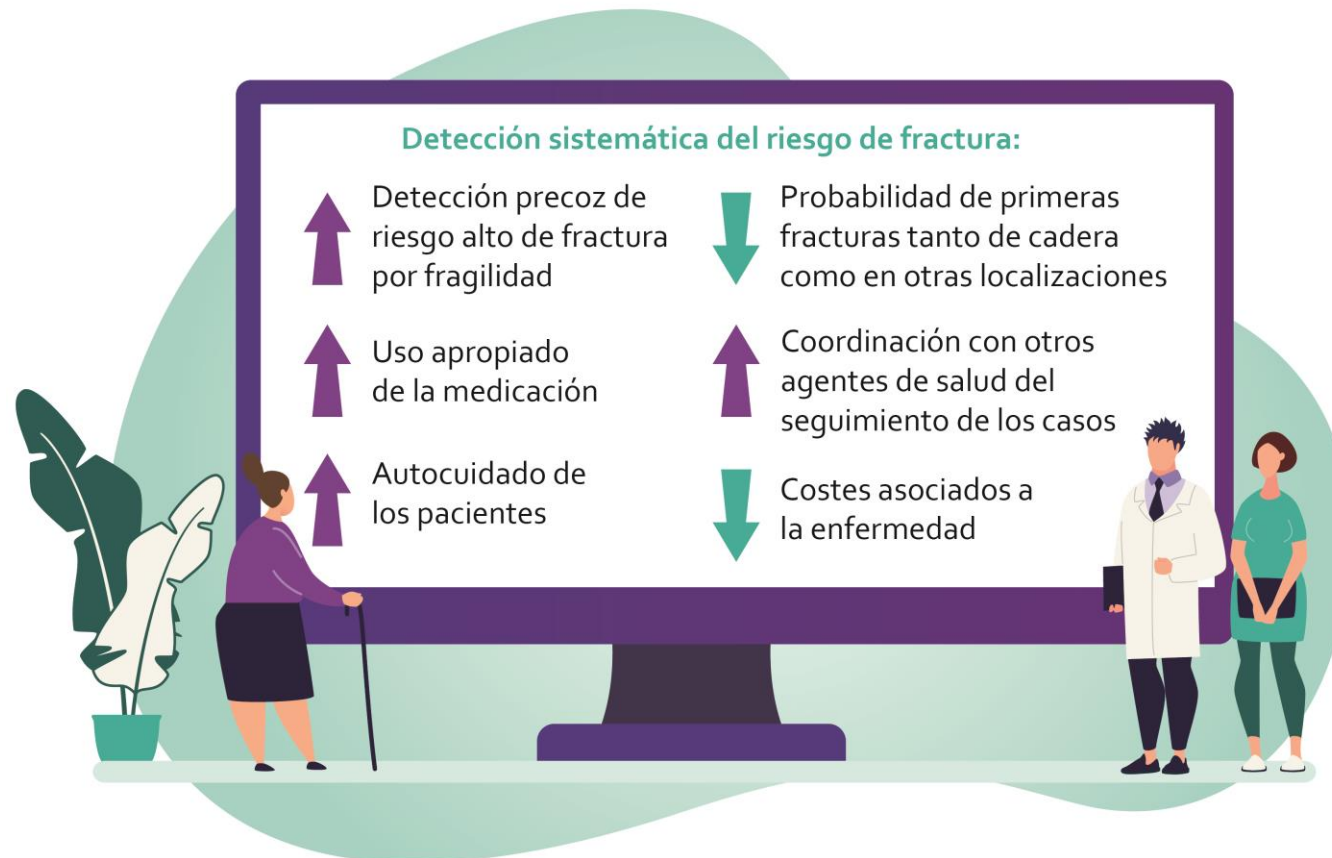 Detección sistemática del riesgo de fractura:
Detección precoz de
riesgo alto de fractura
por fragilidad
Uso apropiado
de la medicación
Autocuidado de
los pacientes
Probabilidad de primeras
fracturas tanto de cadera
como en otras localizaciones
Coordinación con otros
agentes de salud del
seguimiento de los casos
Costes asociados a
la enfermedad